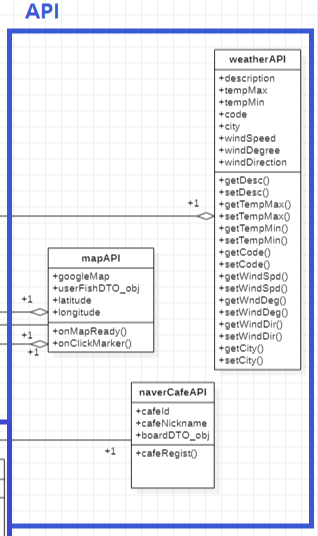 API
weatherAPI
+description
+tempMax
+tempMin
+code
+city
+windSpeed
+windDegree
+windDirection
+getDesc()
+setDesc()
+getTempMax()
+setTempMax()
+getTempMin()
+setTempMin()
+getCode()
+setCode()
+getWindSpd()
+setWindSpd()
+getWndDeg()
+setWindDeg()
+getWindDir()
+setWindDir()
+getCity()
+setCity()
+1
mapAPI
+googleMap
+userFishDTO_obj
+latitude
+longitude
+onMapReady()
+onClickMarker()
+1
+1
+1
naverCafeAPI
+cafeId
+cafeNickname
+boardDTO_obj
+cafeRegist()
+1